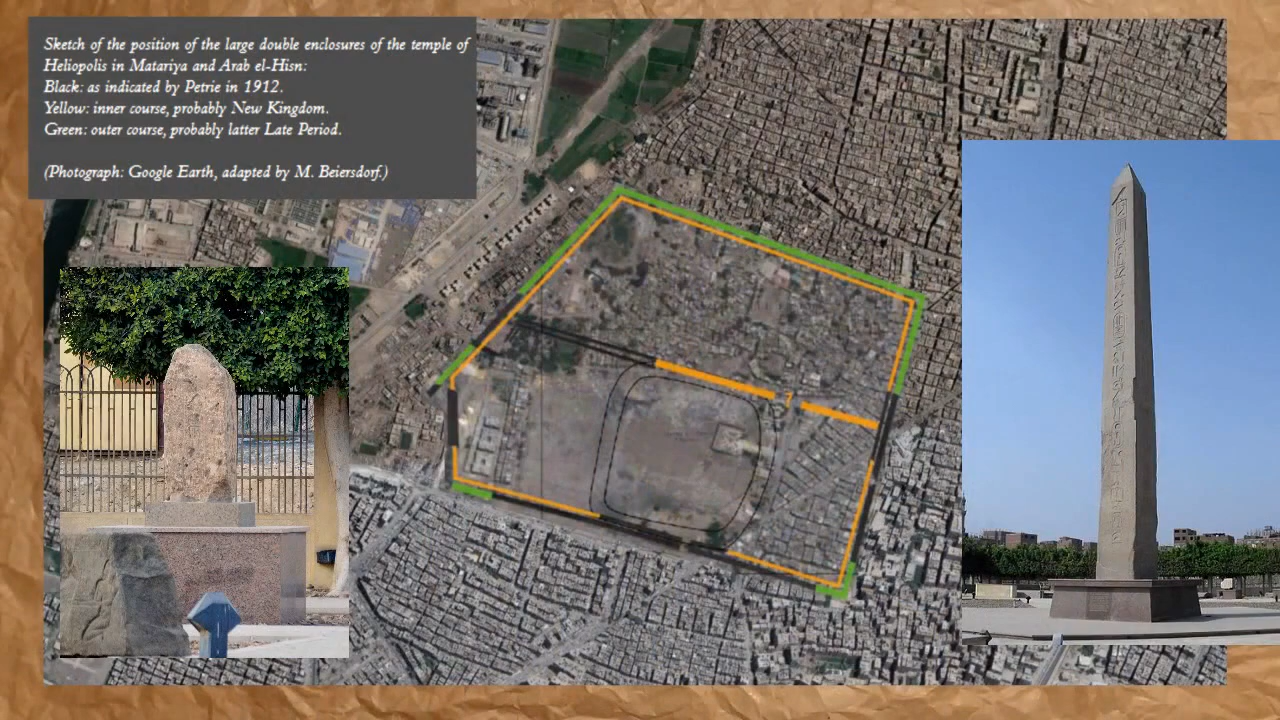 Sketch of the position of the large double enclosures of the temple of
Heliopolis in Matariya and Arab el-Hisn:
Black: as indicated by Petrie in 1912.
Yellow: inner course, probably New Kingdom.
Green: outer course, probably latter Late Period.
(Photograph: Google Earth, adapted by M. Beiersdorf.)
?